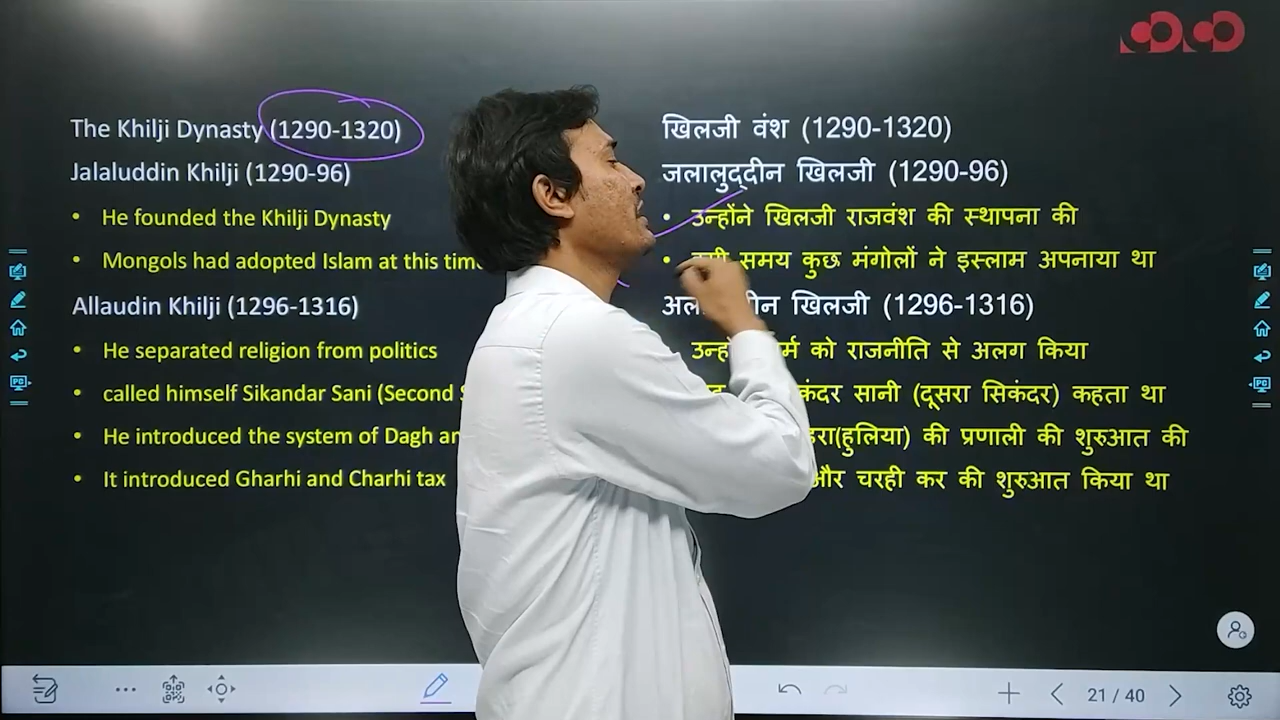 The Khilji Dynasty (1290-1320)
Jalaluddin Khilji (1290-96)
• He founded the Khilji Dynasty
• Mongols had adopted Islam at this time
Allaudin Khilji (1296-1316)
• He separated religion from politics
• called himself Sikandar Sani (Second
• He introduced the system of Dagh
• It introduced Gharhi and Charhi tax
खिलजी वंश (1290-1320)
जलालुद्दीन खिलजी (1290-96)
• उन्होंने खिलजी राजवंश की स्थापना की
• समय कुछ मंगोलों ने इस्लाम अपनाया था
खिलजी (1296-1316)
को राजनीति से अलग किया
सानी (दूसरा सिकंदर) कहता था
(हुलिया) की प्रणाली की शुरुआत की
और चरही कर की शुरुआत किया था
21 / 40